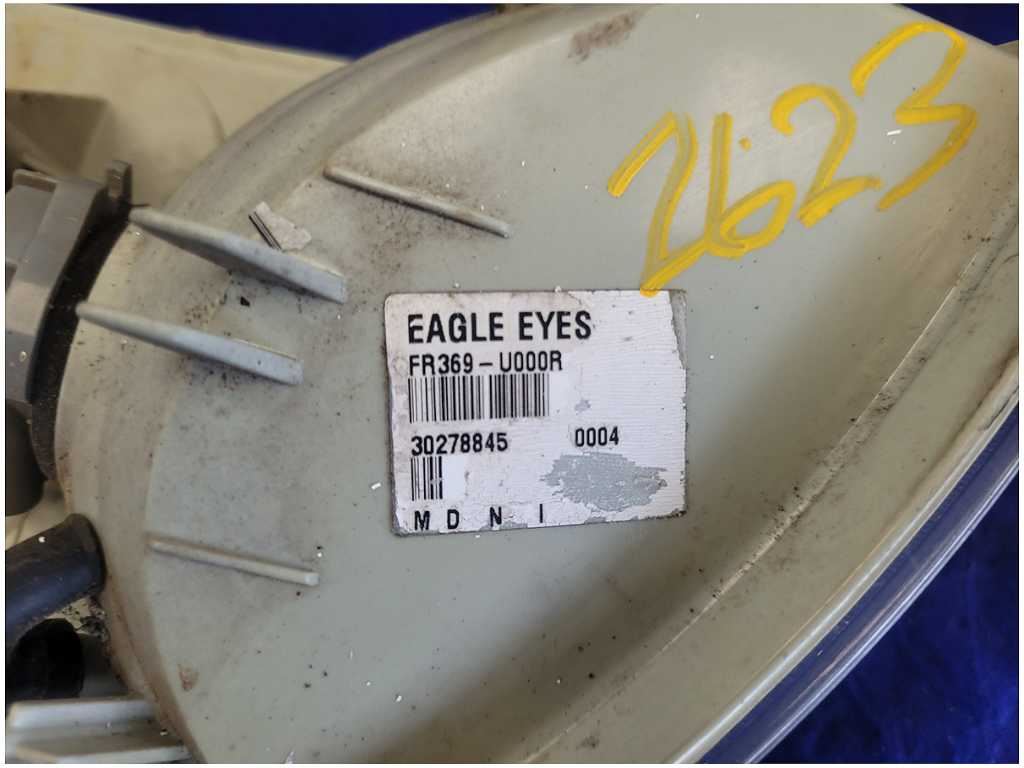 2623
EAGLE EYES
FR369-U000R
30278845 0004
M D N I